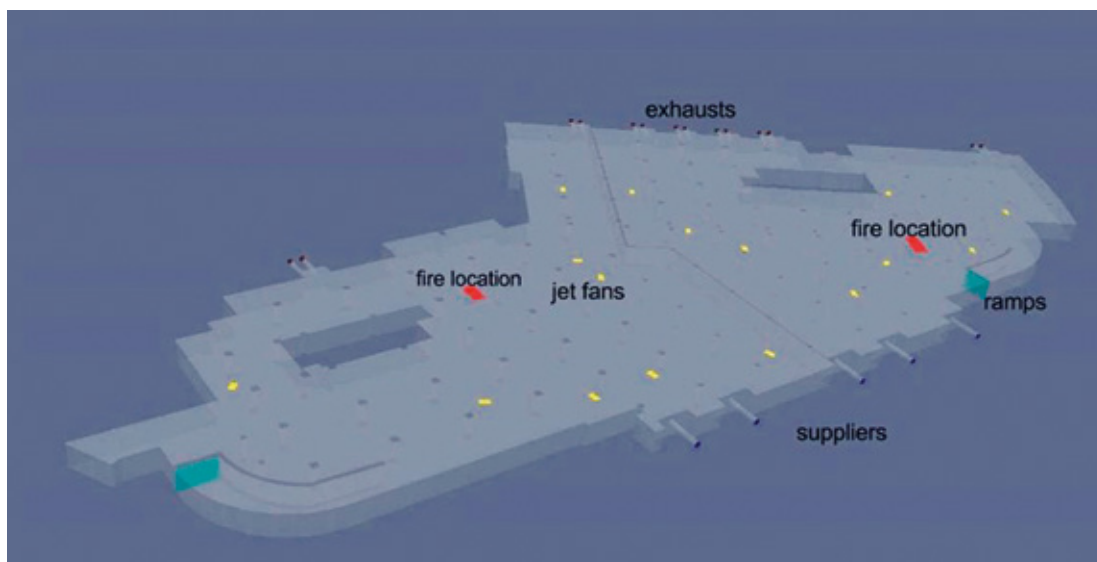 exhausts
fire location
fire location
jet fans
ramps
suppliers